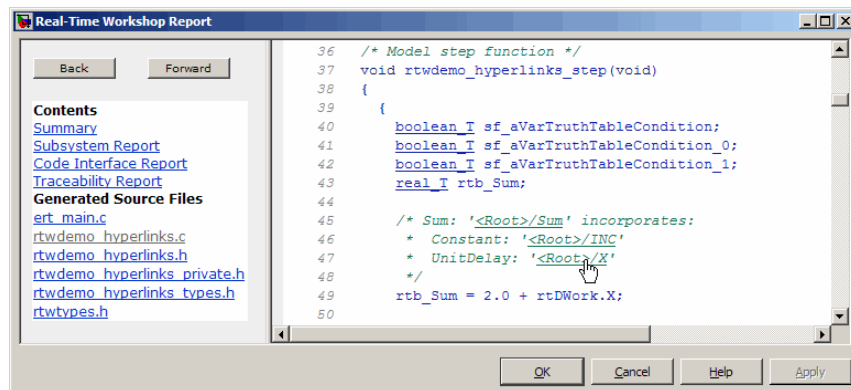 Real-Time Workshop Report
Back Forward
Contents
Summary
Subsystem Report
Code Interface Report
Traceability Report
Generated Source Files
ert_main.c
rtwdemo_hyperlinks.c
rtwdemo_hyperlinks.h
rtwdemo_hyperlinks_private.h
rtwdemo_hyperlinks_types.h
rtwtypes.h
36 /* Model step function */
37 void rtwdemo_hyperlinks_step(void)
38 {
39 {
40 boolean_T sf_aVarTruthTableCondition;
41 boolean_T sf_aVarTruthTableCondition_0;
42 boolean_T sf_aVarTruthTableCondition_1;
43 real_T rtb_Sum;
44
45 /* Sum: '<Root>/Sum' incorporates:
46 * Constant: '<Root>/INC'
47 * UnitDelay: '<Root>/X'
48 */
49 rtb_Sum = 2.0 + rtDWork.X;
50
OK Cancel Help Apply